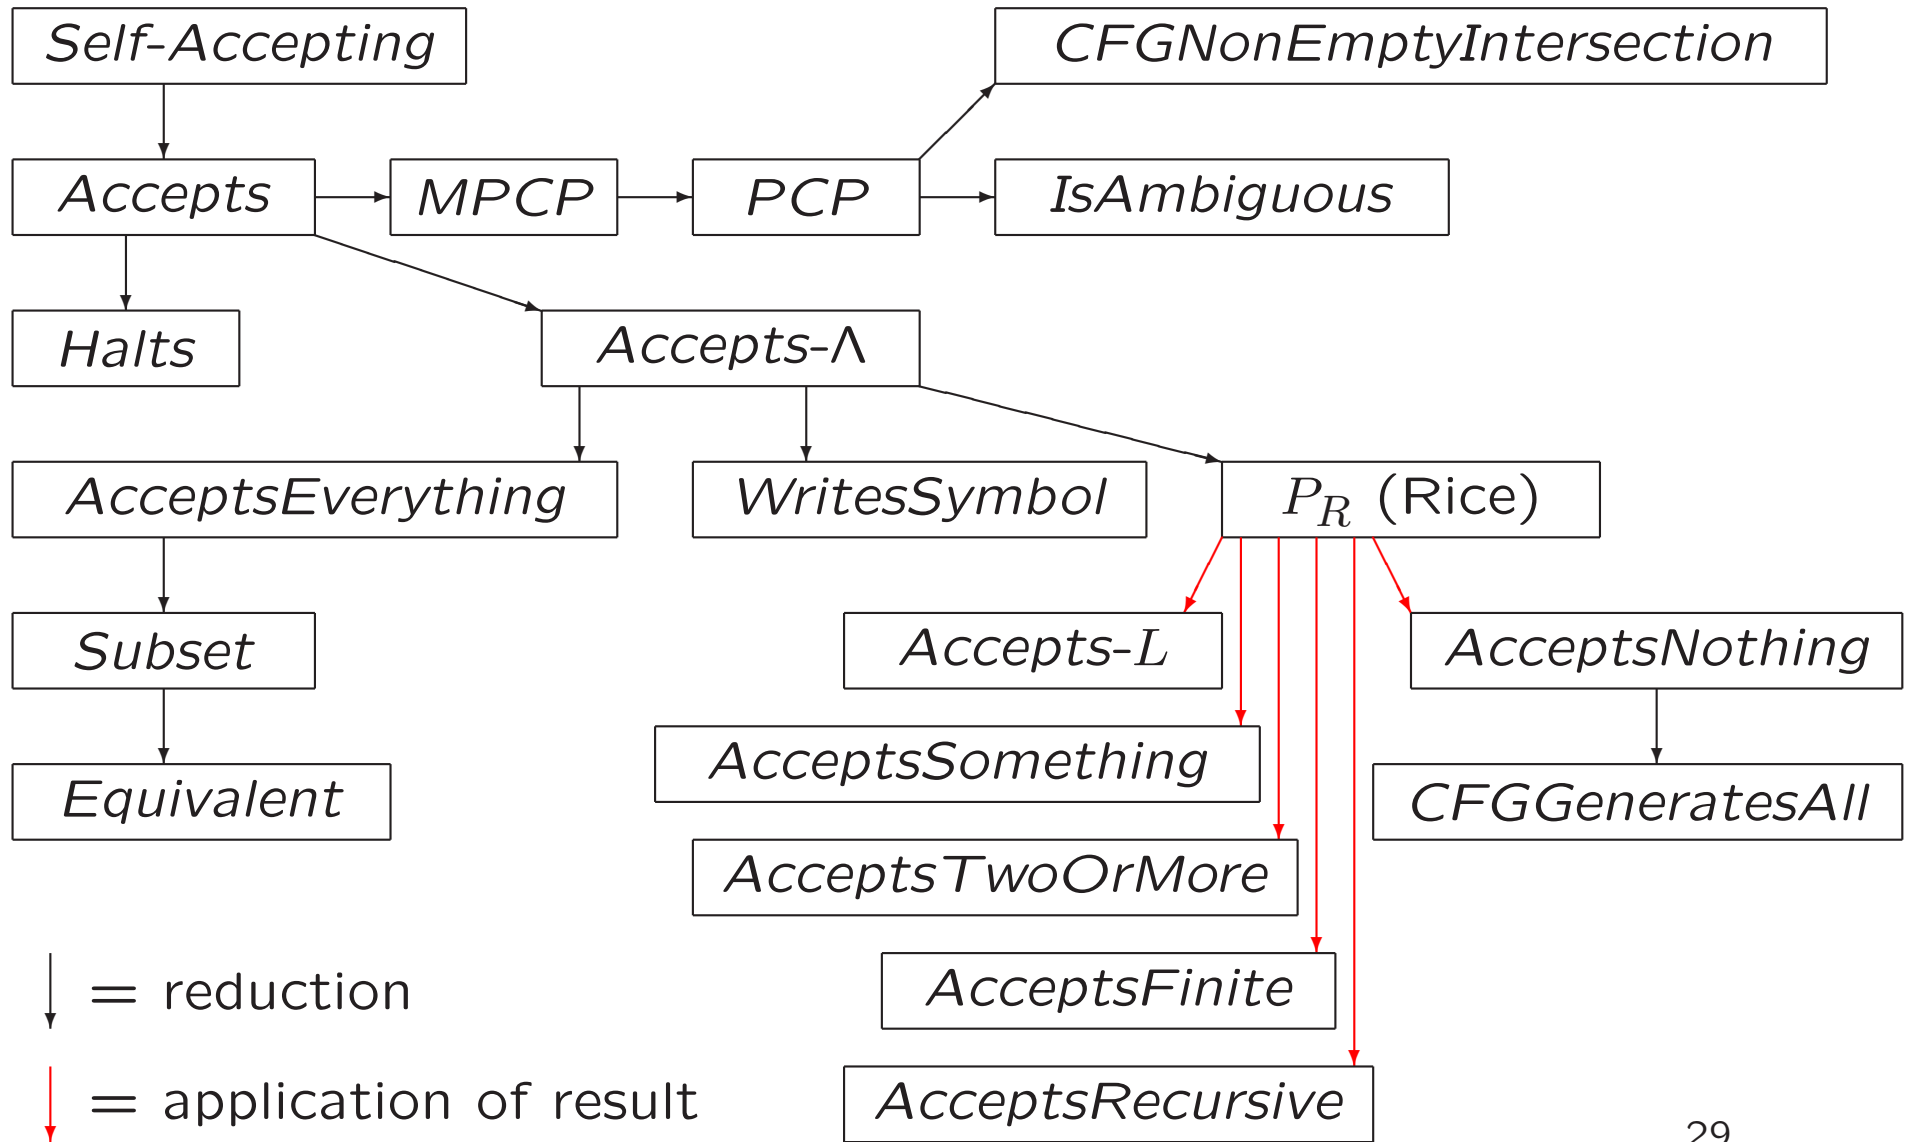 Self-Accepting
CFGNonEmptyIntersection
Accepts
MPCP
PCP
IsAmbiguous
Halts
Accepts-Λ
AcceptsEverything
WritesSymbol
P_R (Rice)
Subset
Accepts-L
AcceptsNothing
Equivalent
AcceptsSomething
CFGGeneratesAll
AcceptsTwoOrMore
= reduction
AcceptsFinite
= application of result
AcceptsRecursive
29